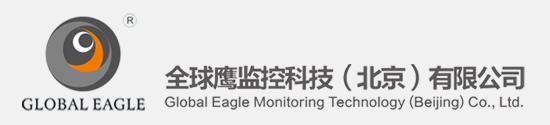 ®
GLOBAL EAGLE
全球鹰监控科技（北京）有限公司
Global Eagle Monitoring Technology (Beijing) Co., Ltd.